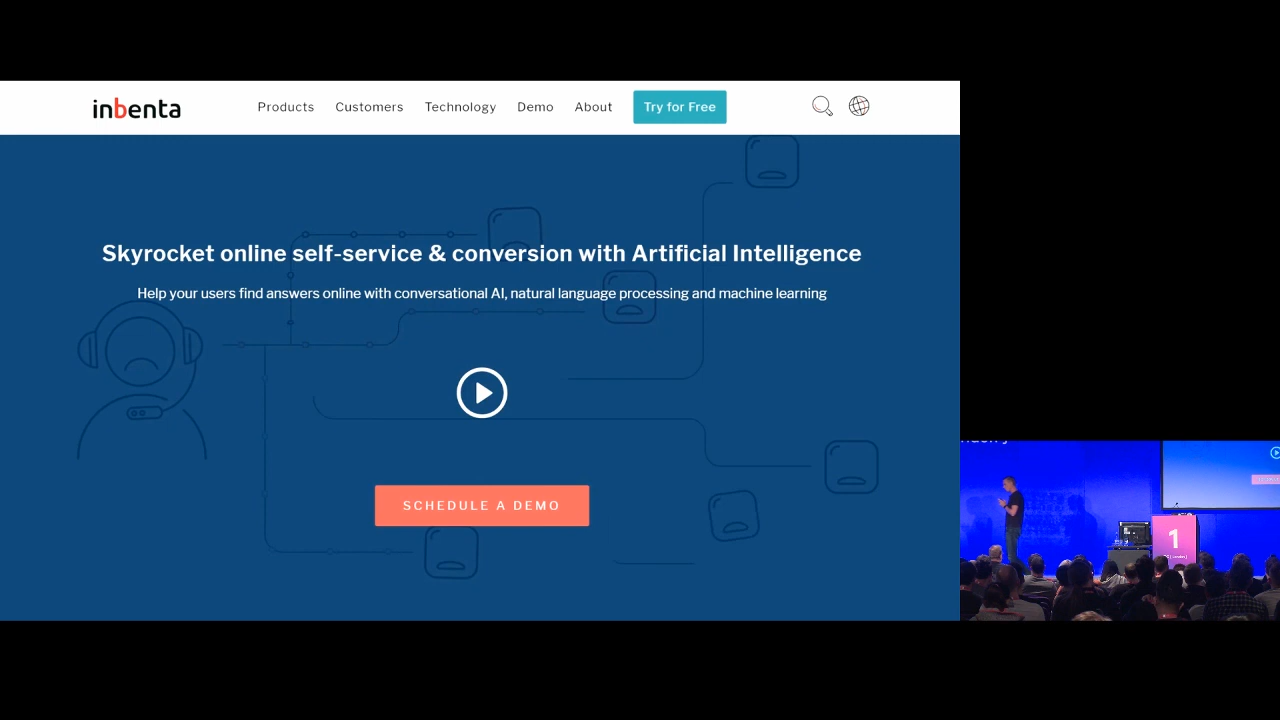 inbenta
Products Customers Technology Demo About Try for Free
Skyrocket online self-service & conversion with Artificial Intelligence
Help your users find answers online with conversational AI, natural language processing and machine learning
SCHEDULE A DEMO
1